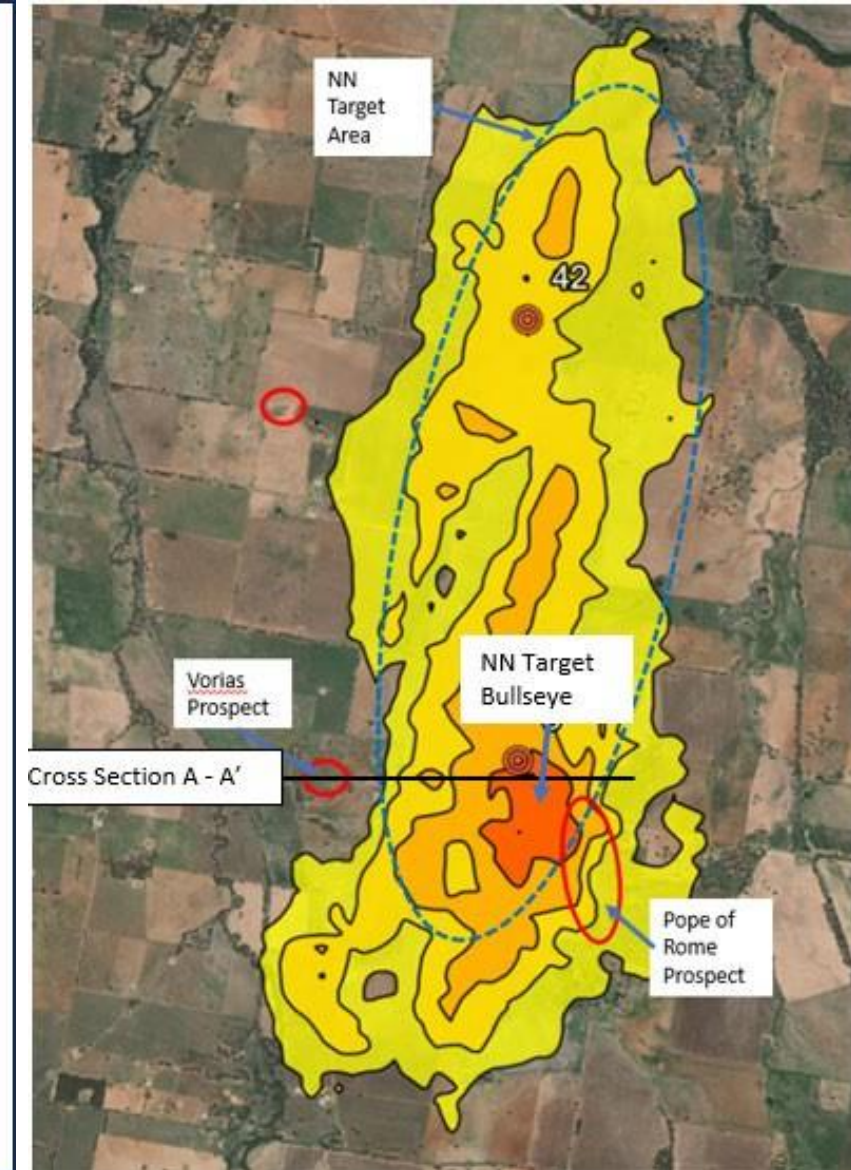 NN
Target
Area
42
Vorias
Prospect
NN Target
Bullseye
Cross Section A - A’
Pope of
Rome
Prospect